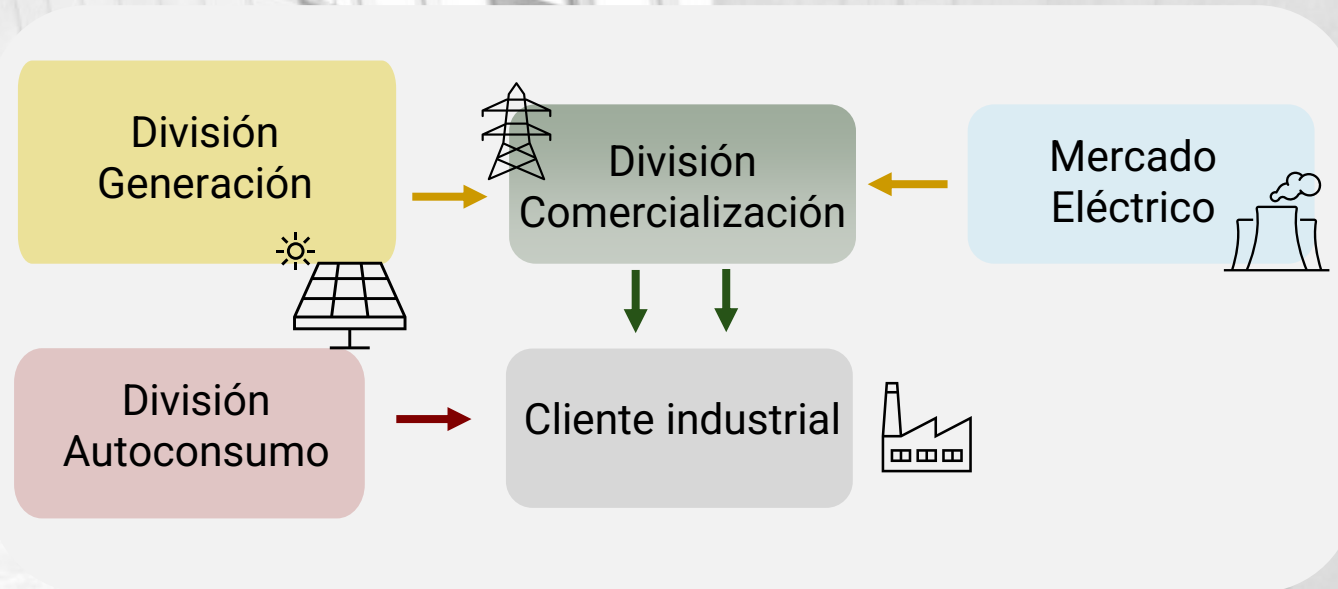 División
Generación
División
Comercialización
Mercado
Eléctrico
División
Autoconsumo
Cliente industrial